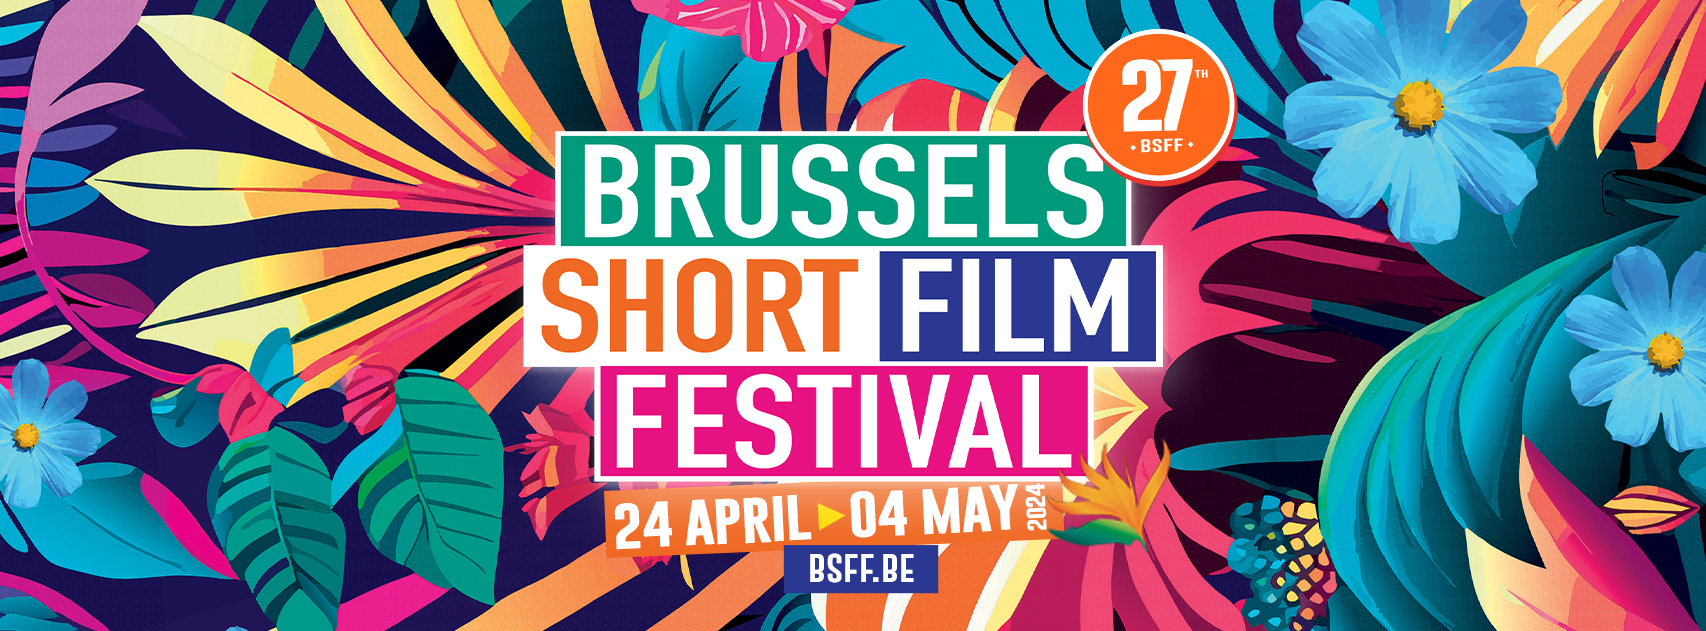 27TH
• BSFF •
BRUSSELS
SHORT FILM
FESTIVAL
24 APRIL ▶ 04 MAY 2024
BSFF.BE